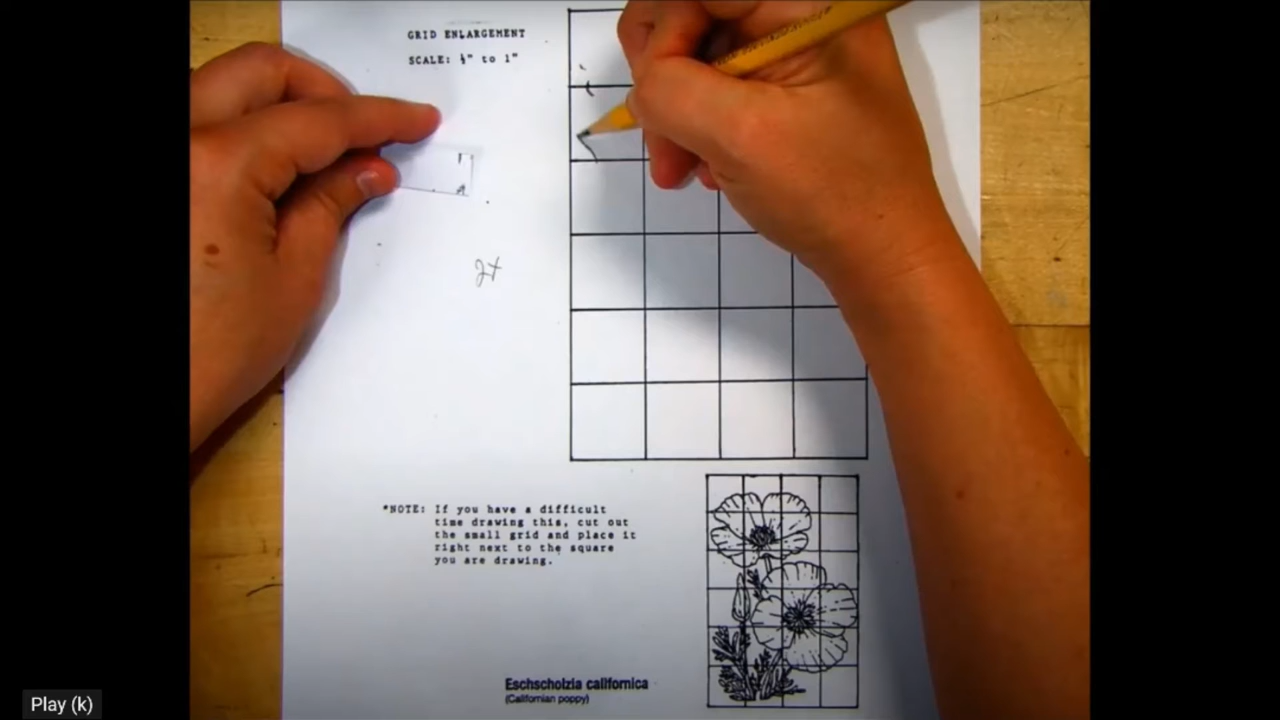 GRID ENLARGEMENT
SCALE: ½" to 1"
2x
*NOTE: If you have a difficult
time drawing this, cut out
the small grid and place it
right next to the square
you are drawing.
Eschscholzia californica
(Californian poppy)
Play (k)